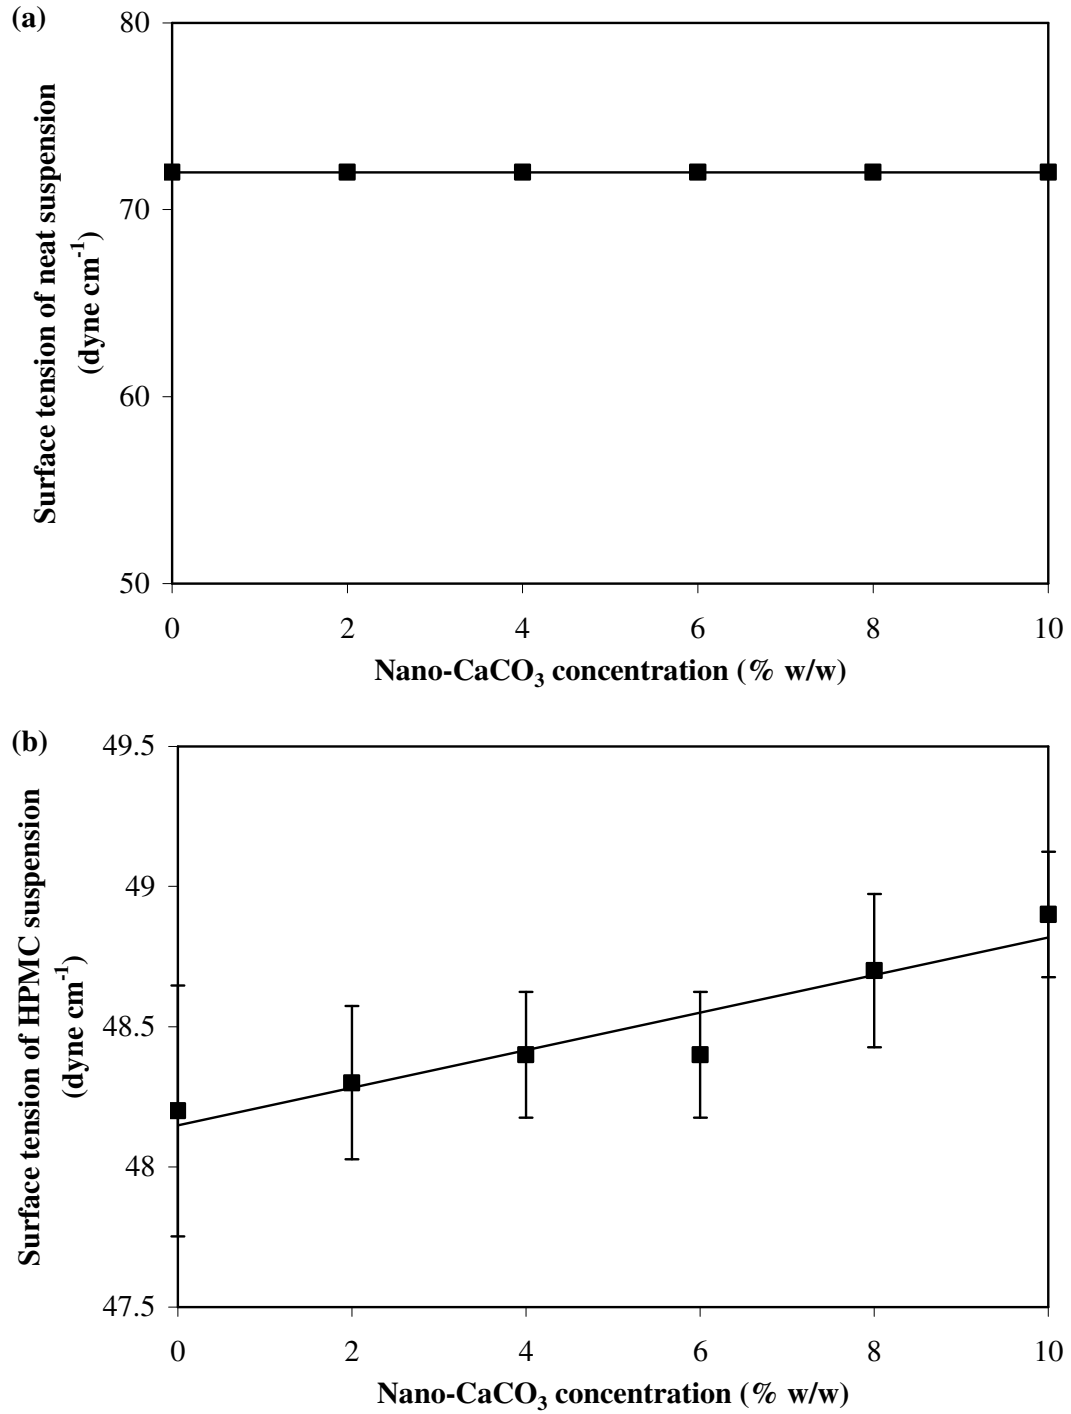 (a)
Surface tension of neat suspension
(dyne cm⁻¹)
80
70
60
50
0 2 4 6 8 10
Nano-CaCO₃ concentration (% w/w)
(b)
Surface tension of HPMC suspension
(dyne cm⁻¹)
49.5
49
48.5
48
47.5
0 2 4 6 8 10
Nano-CaCO₃ concentration (% w/w)